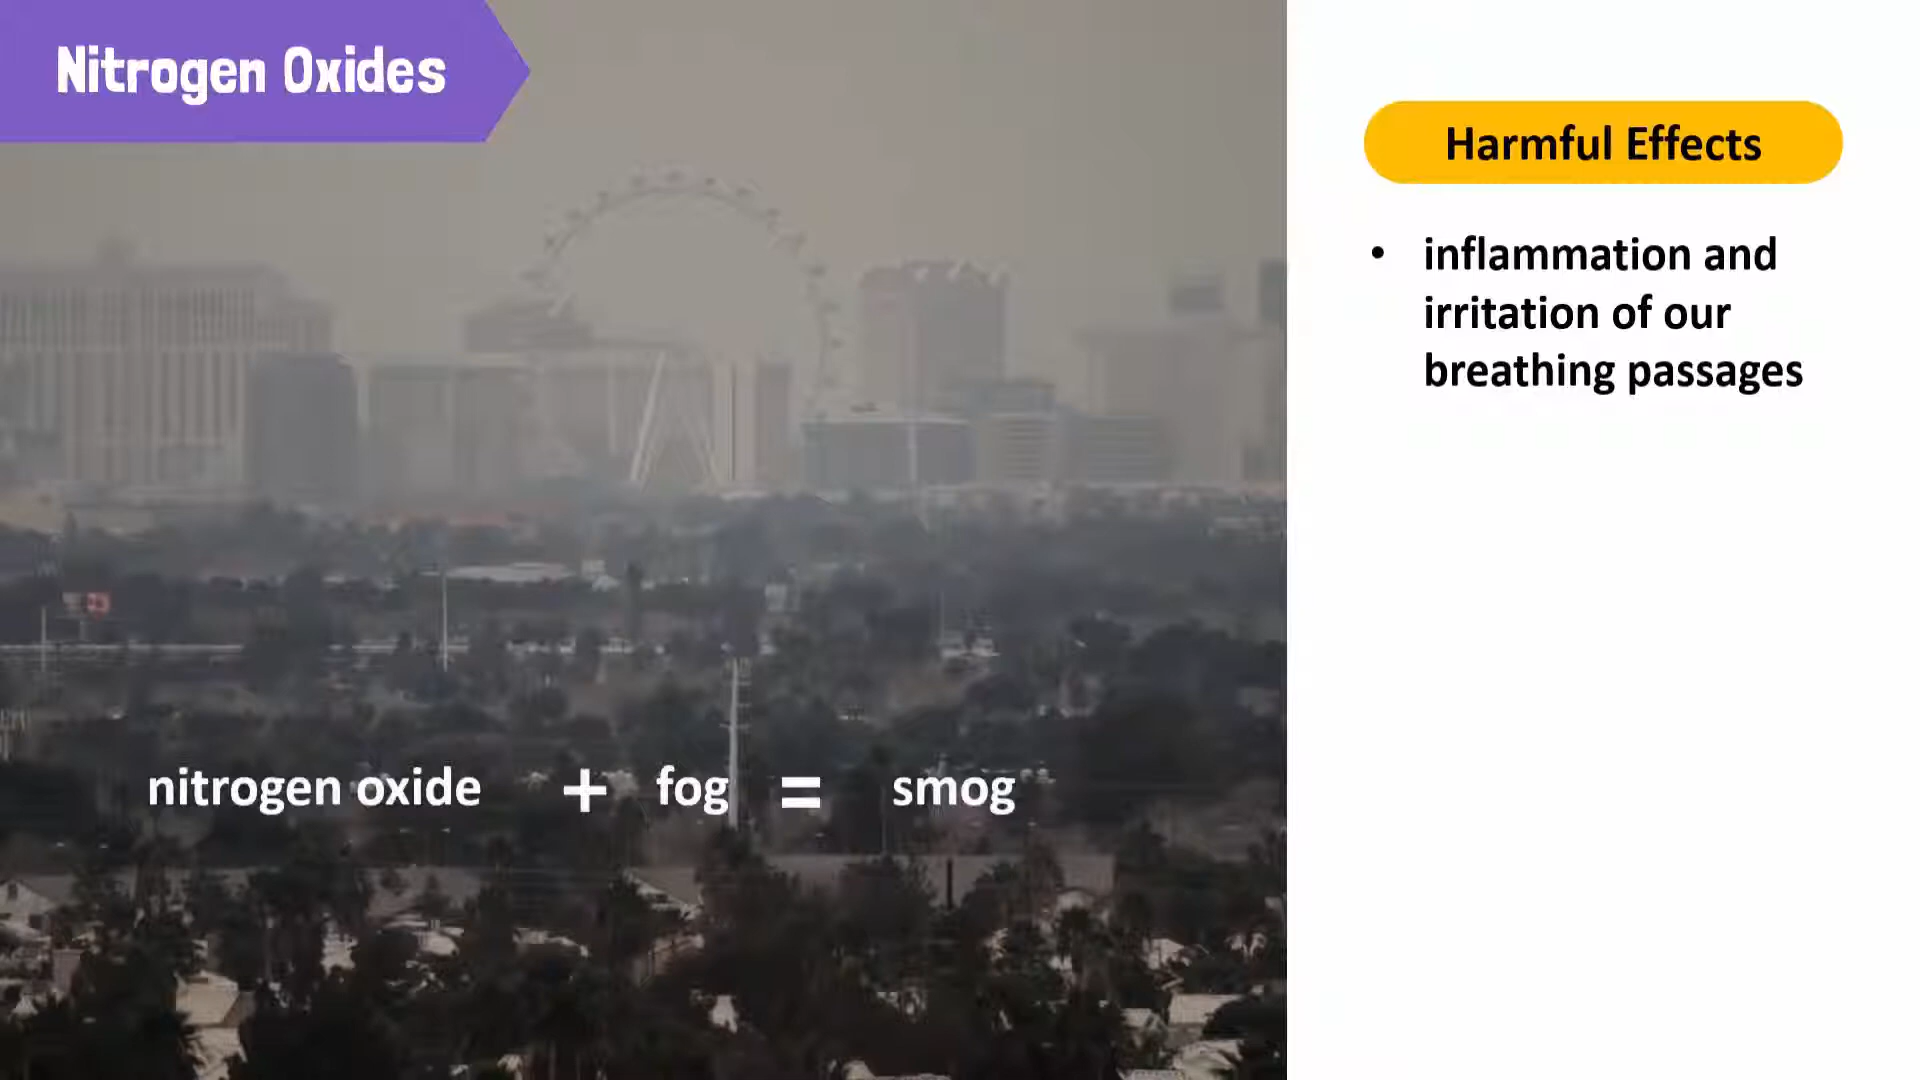 Nitrogen Oxides
Harmful Effects
• inflammation and
irritation of our
breathing passages
nitrogen oxide + fog = smog